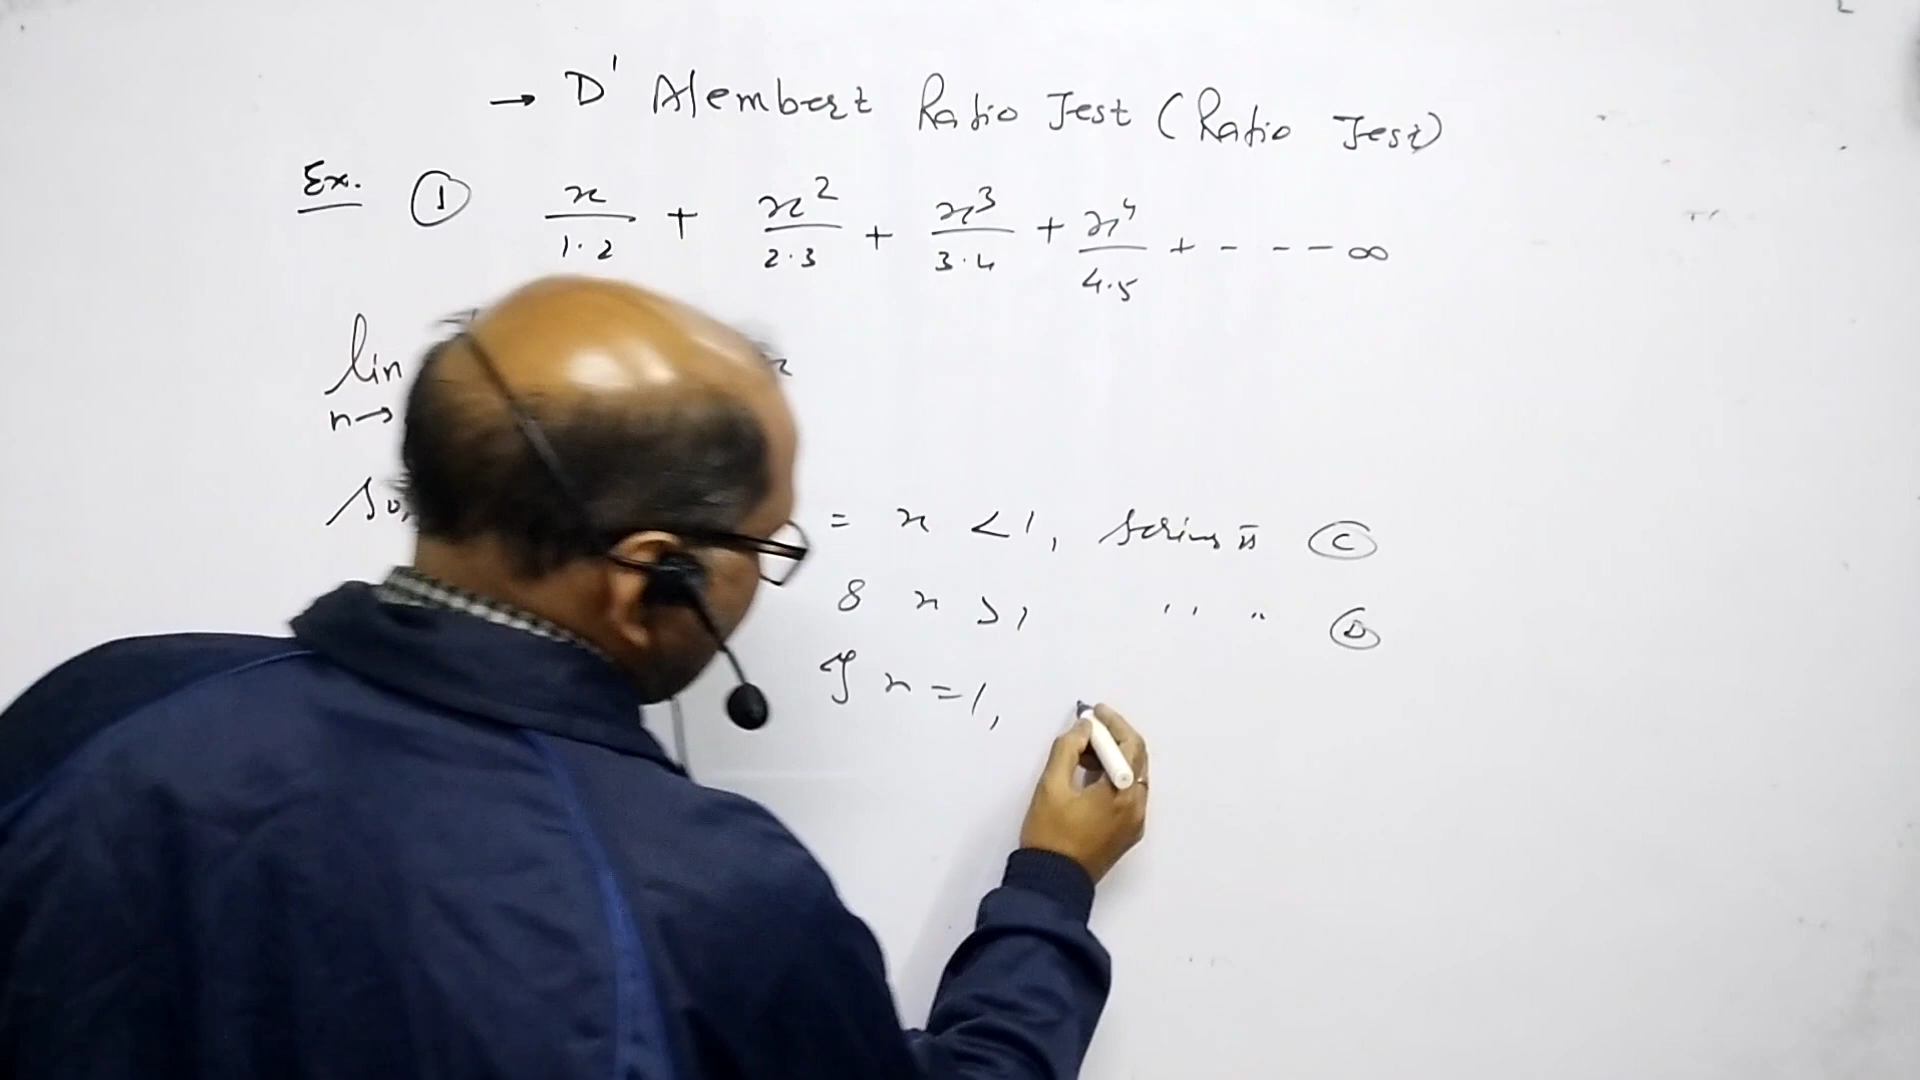 → D' Alembert Ratio Test (Ratio Test)
Ex. ① x/1·2 + x²/2·3 + x³/3·4 + x⁴/4·5 + - - - ∞
lim
n→
So, = x < 1, series is Ⓒ
& x > 1 '' '' Ⓓ
If x = 1,